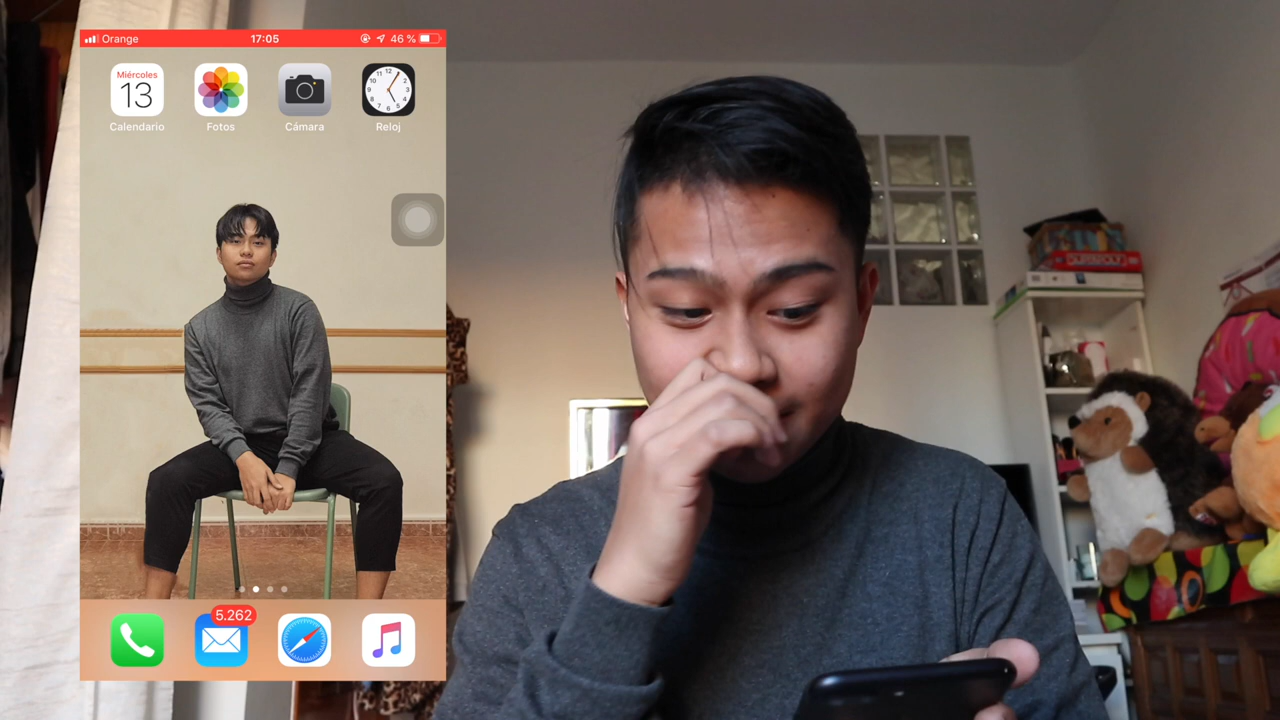 Orange 17:05 46 %
Miércoles
13
Calendario Fotos Cámara Reloj
5.262